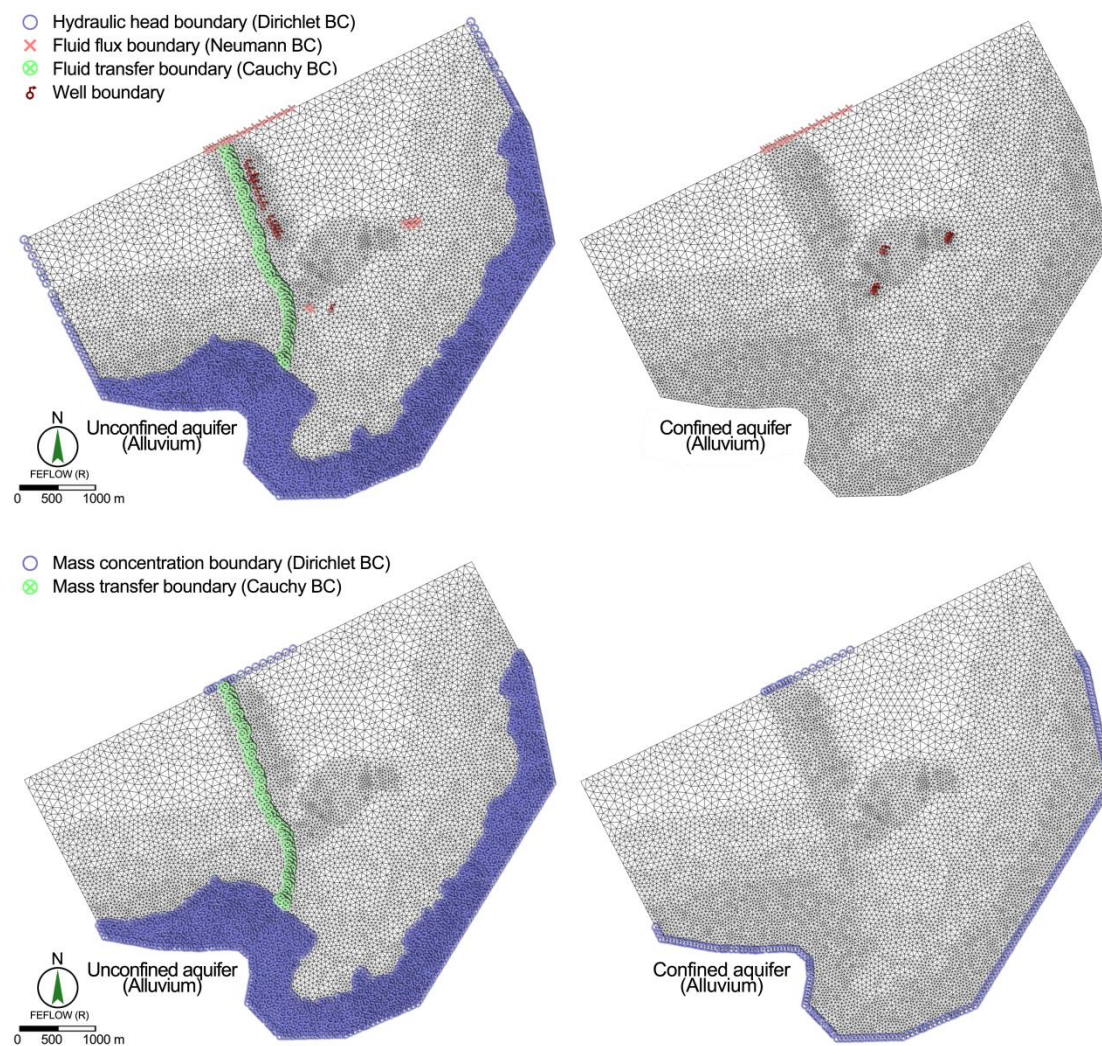 Hydraulic head boundary (Dirichlet BC)
Fluid flux boundary (Neumann BC)
Fluid transfer boundary (Cauchy BC)
Well boundary
N
FEFLOW (R)
0 500 1000 m
Unconfined aquifer
(Alluvium)
Confined aquifer
(Alluvium)
Mass concentration boundary (Dirichlet BC)
Mass transfer boundary (Cauchy BC)
N
FEFLOW (R)
0 500 1000 m
Unconfined aquifer
(Alluvium)
Confined aquifer
(Alluvium)